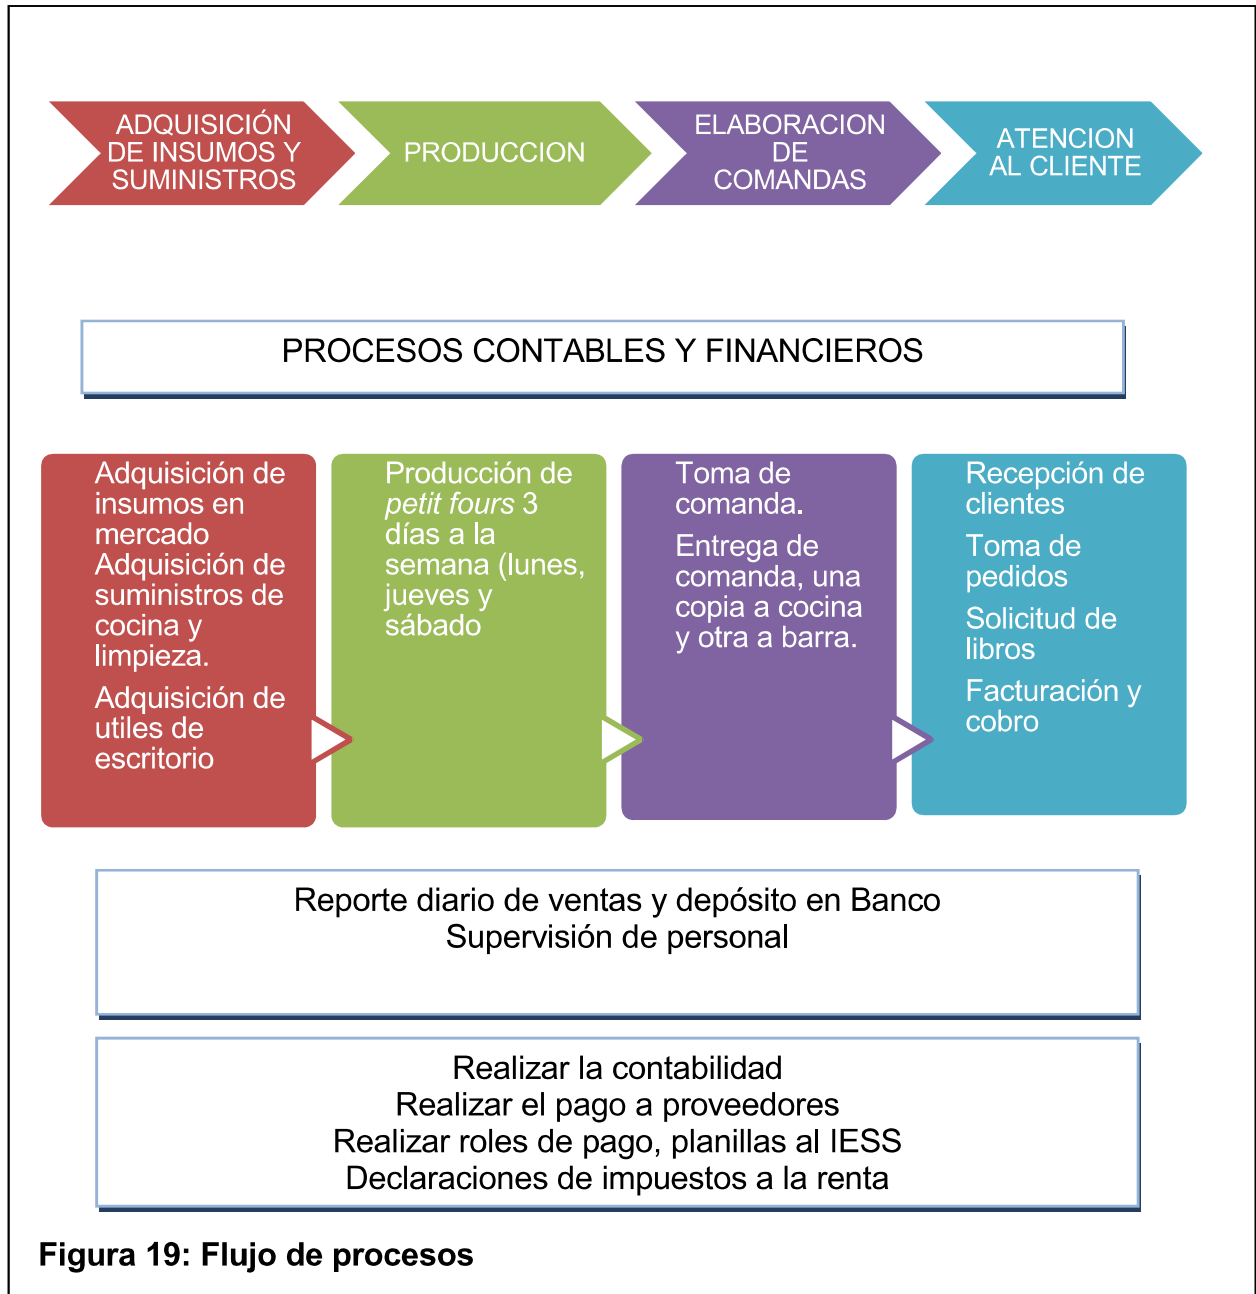 ADQUISICIÓN
DE INSUMOS Y
SUMINISTROS
PRODUCCION
ELABORACION
DE
COMANDAS
ATENCION
AL CLIENTE
PROCESOS CONTABLES Y FINANCIEROS
Adquisición de
insumos en
mercado
Adquisición de
suministros de
cocina y
limpieza.
Adquisición de
utiles de
escritorio
Producción de
petit fours 3
días a la
semana (lunes,
jueves y
sábado
Toma de
comanda.
Entrega de
comanda, una
copia a cocina
y otra a barra.
Recepción de
clientes
Toma de
pedidos
Solicitud de
libros
Facturación y
cobro
Reporte diario de ventas y depósito en Banco
Supervisión de personal
Realizar la contabilidad
Realizar el pago a proveedores
Realizar roles de pago, planillas al IESS
Declaraciones de impuestos a la renta
Figura 19: Flujo de procesos